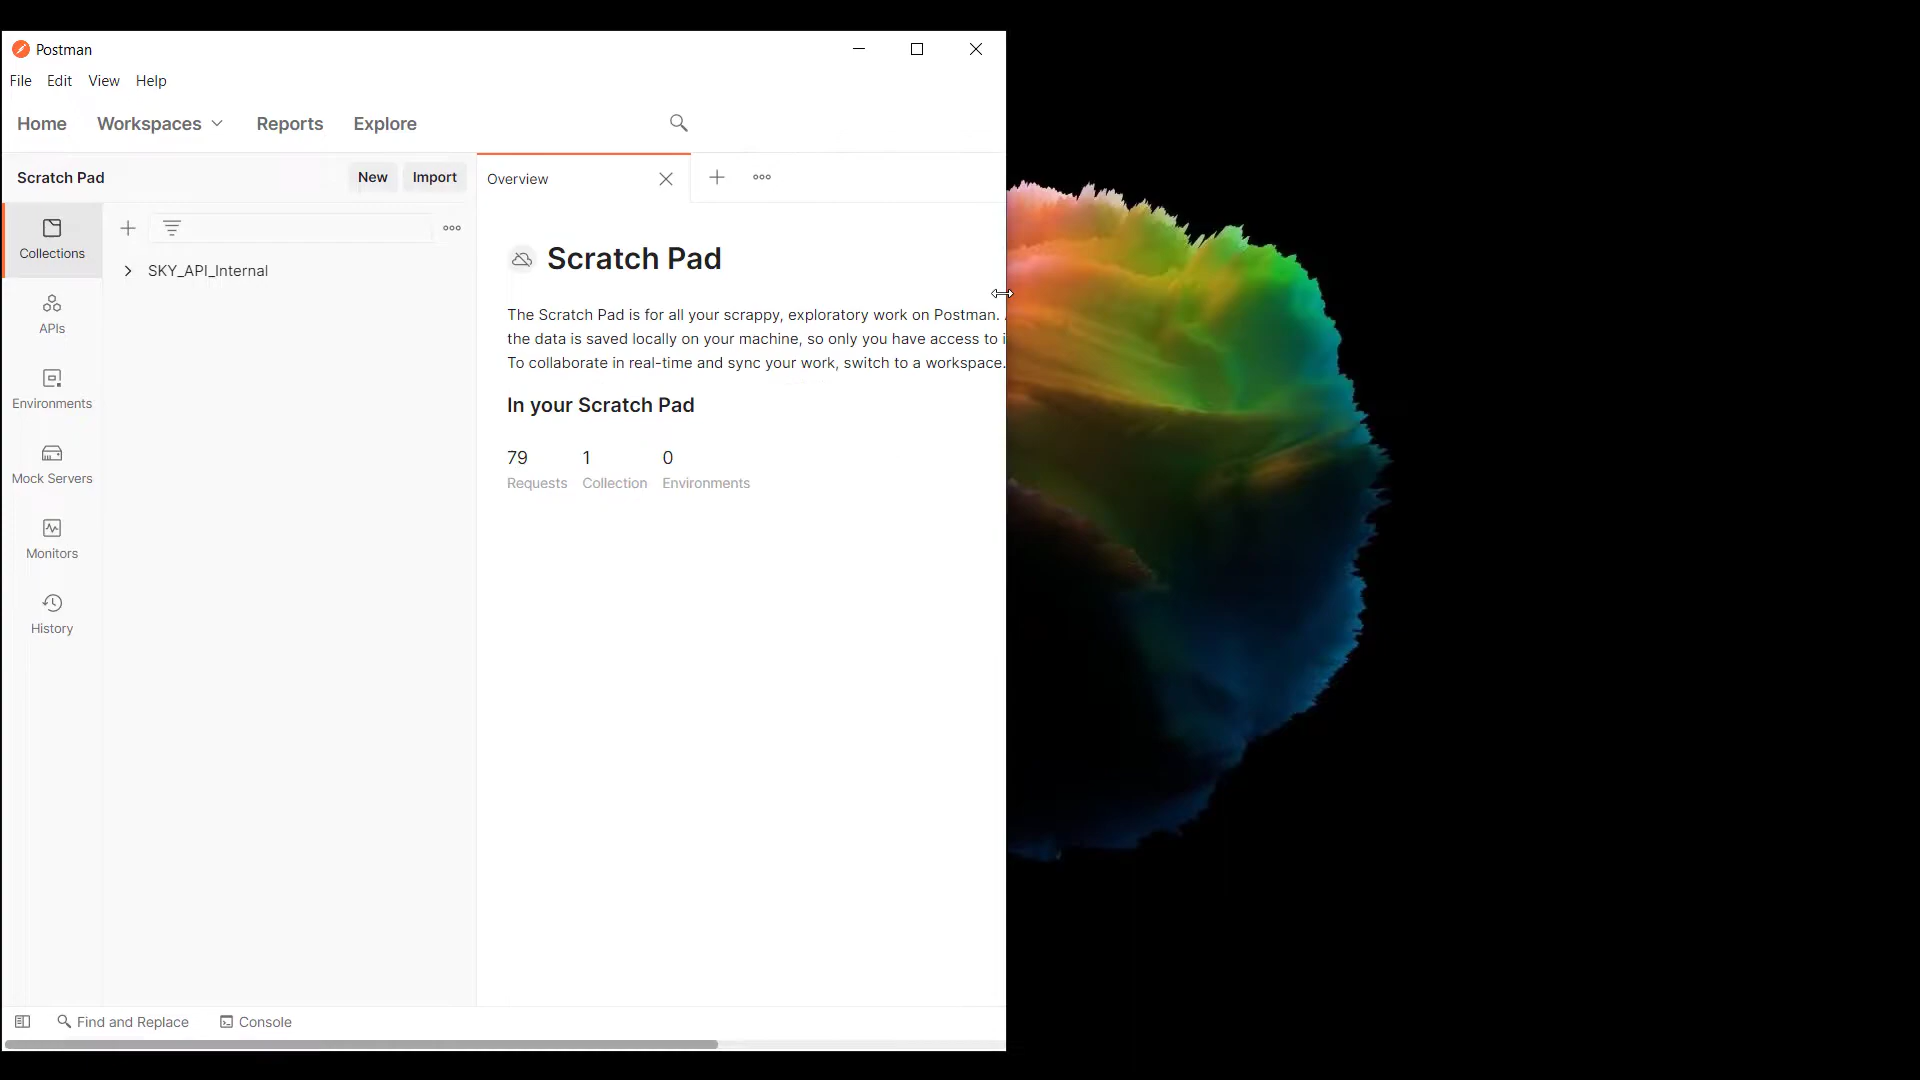 Postman
File Edit View Help
Home Workspaces Reports Explore
Scratch Pad New Import
Overview
Collections
SKY_API_Internal
APIs
Environments
Mock Servers
Monitors
History
Scratch Pad
The Scratch Pad is for all your scrappy, exploratory work on Postman.
the data is saved locally on your machine, so only you have access to
To collaborate in real-time and sync your work, switch to a workspace.
In your Scratch Pad
79 1 0
Requests Collection Environments
Find and Replace Console